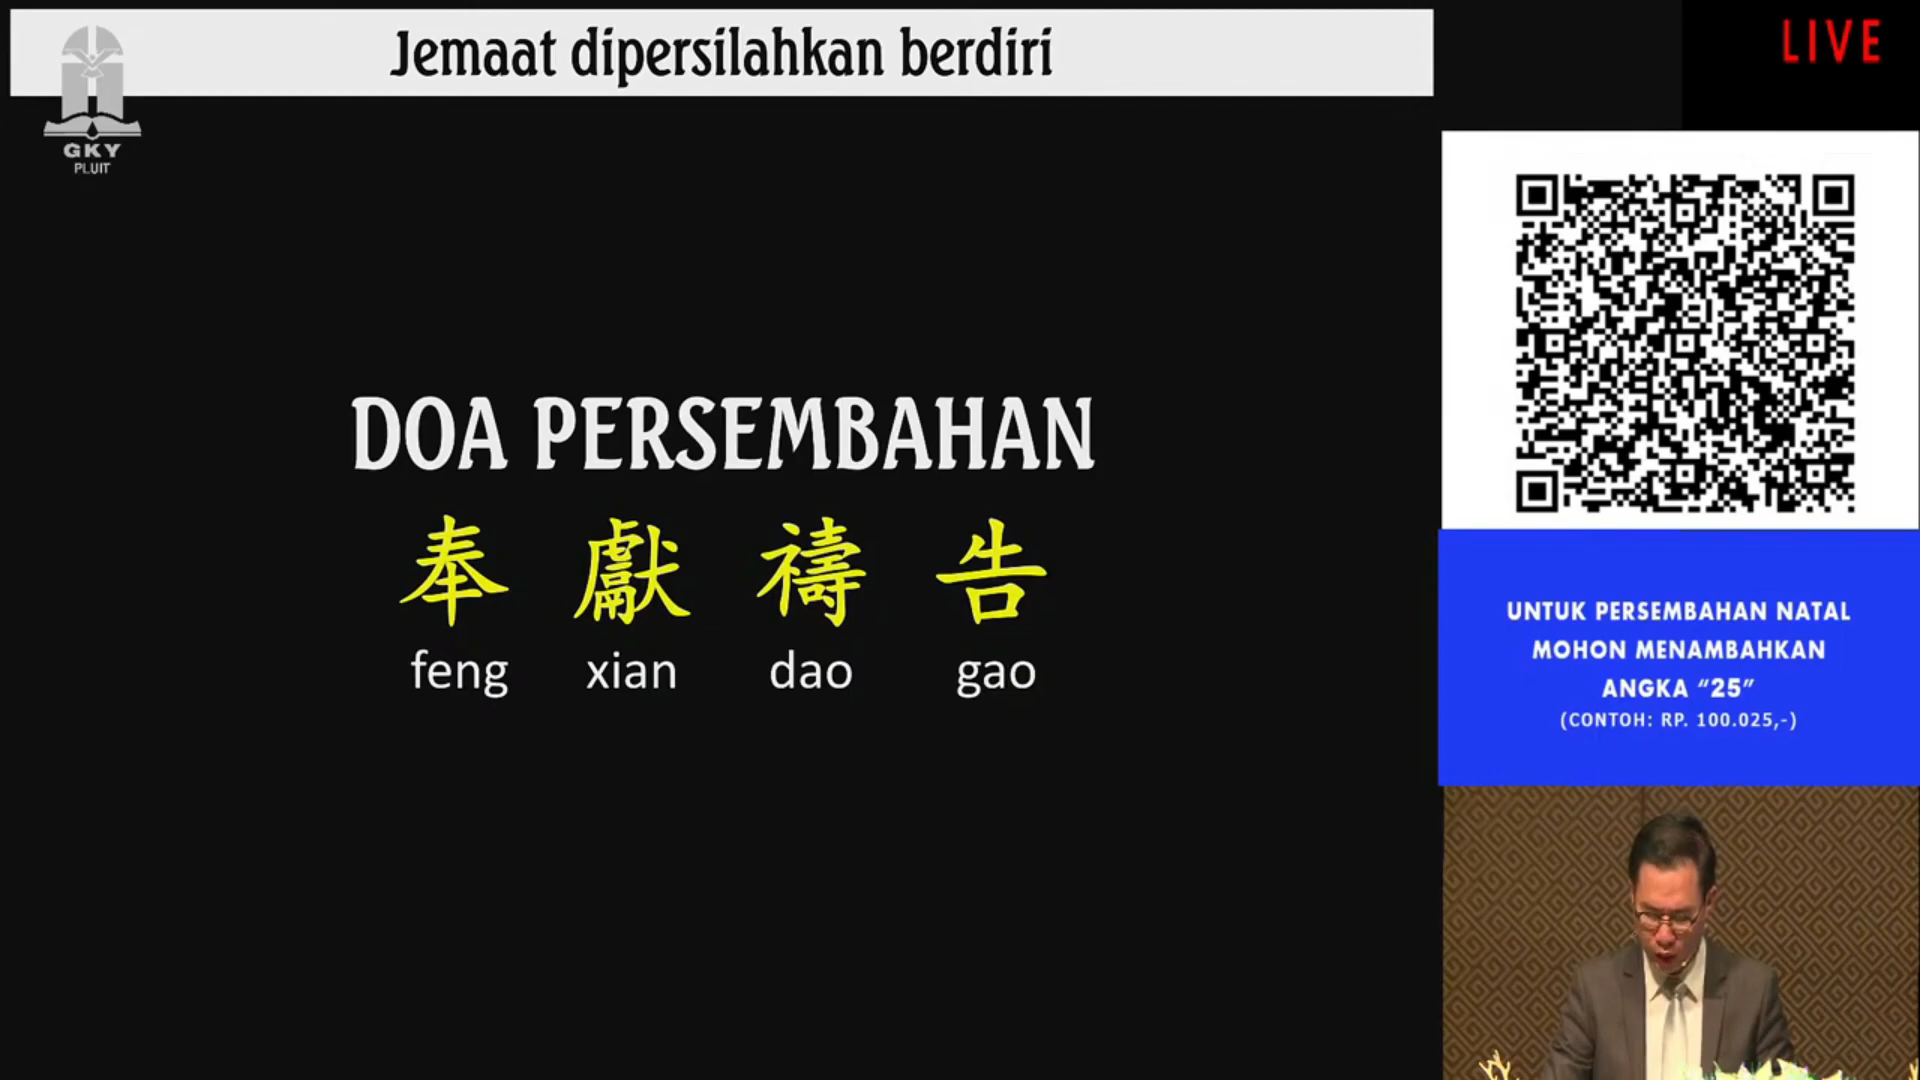 Jemaat dipersilahkan berdiri
LIVE
GKY
PLUIT
DOA PERSEMBAHAN
奉 獻 禱 告
feng xian dao gao
UNTUK PERSEMBAHAN NATAL
MOHON MENAMBAHKAN
ANGKA “25”
(CONTOH: RP. 100.025,-)